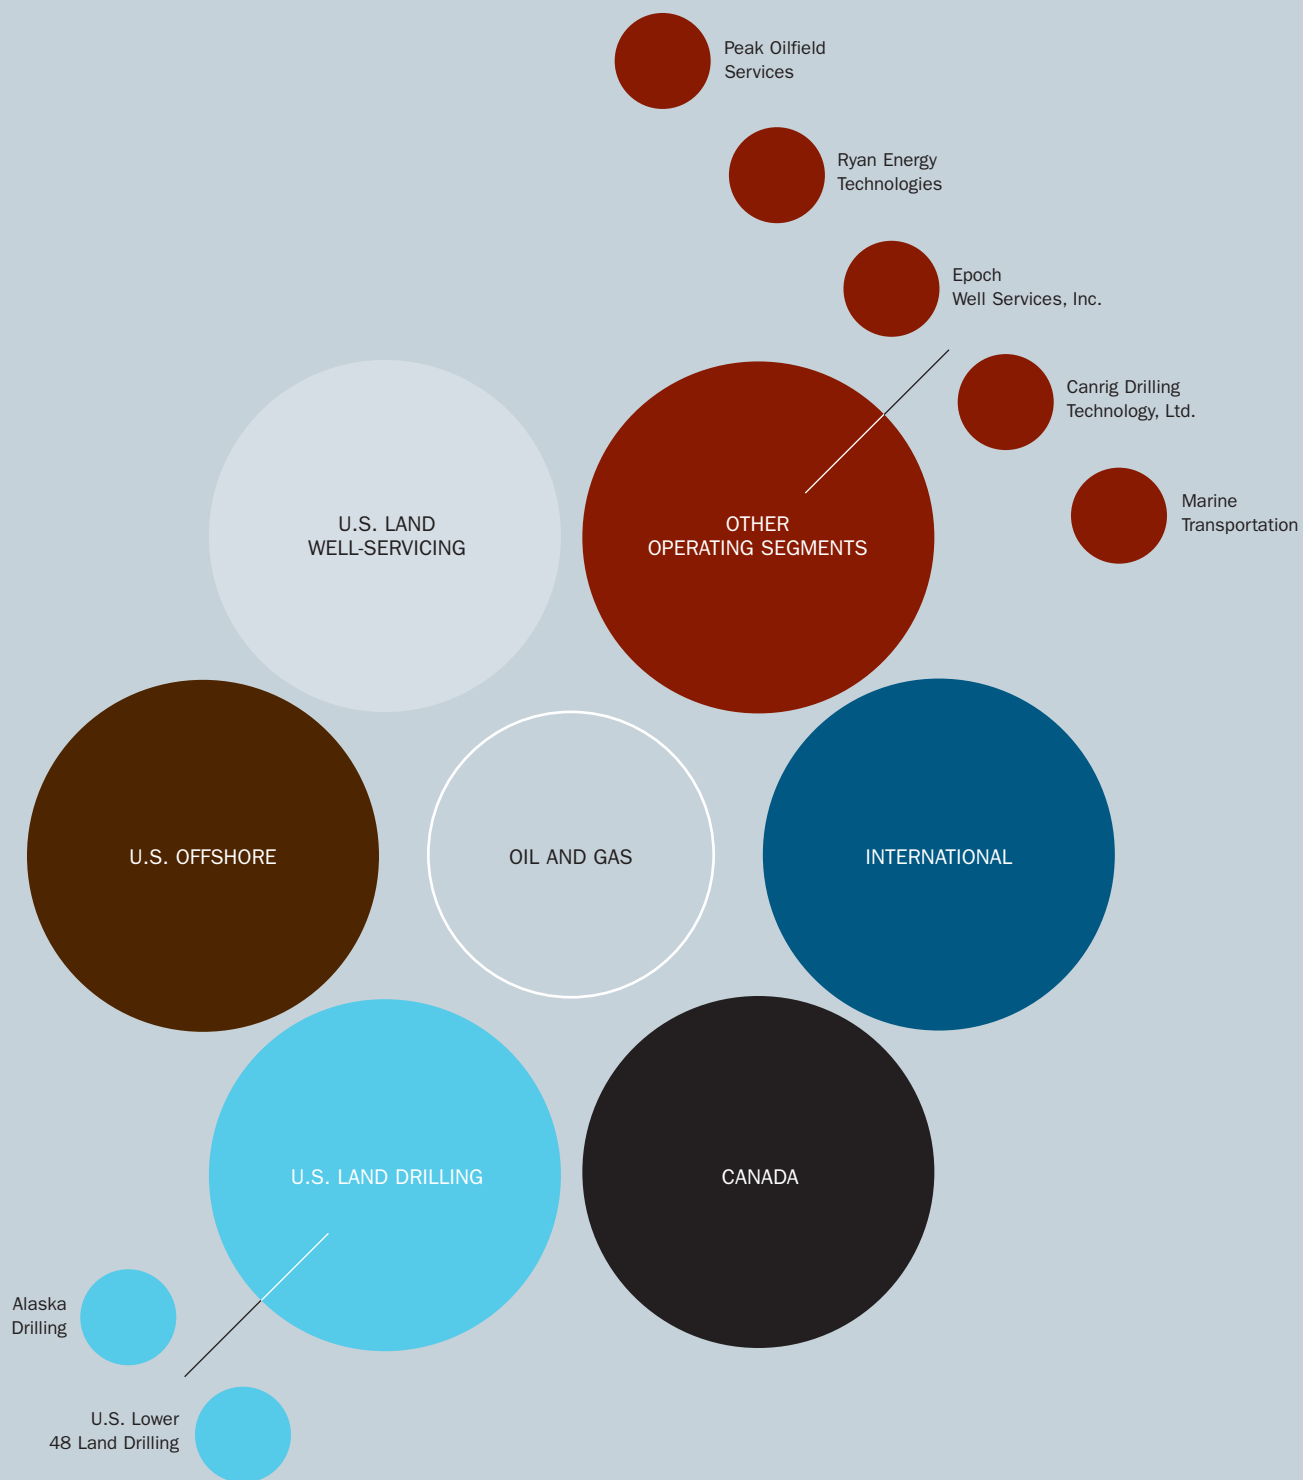 Peak Oilfield
Services
Ryan Energy
Technologies
Epoch
Well Services, Inc.
Canrig Drilling
Technology, Ltd.
Marine
Transportation
U.S. LAND
WELL-SERVICING
OTHER
OPERATING SEGMENTS
U.S. OFFSHORE
OIL AND GAS
INTERNATIONAL
U.S. LAND DRILLING
CANADA
Alaska
Drilling
U.S. Lower
48 Land Drilling